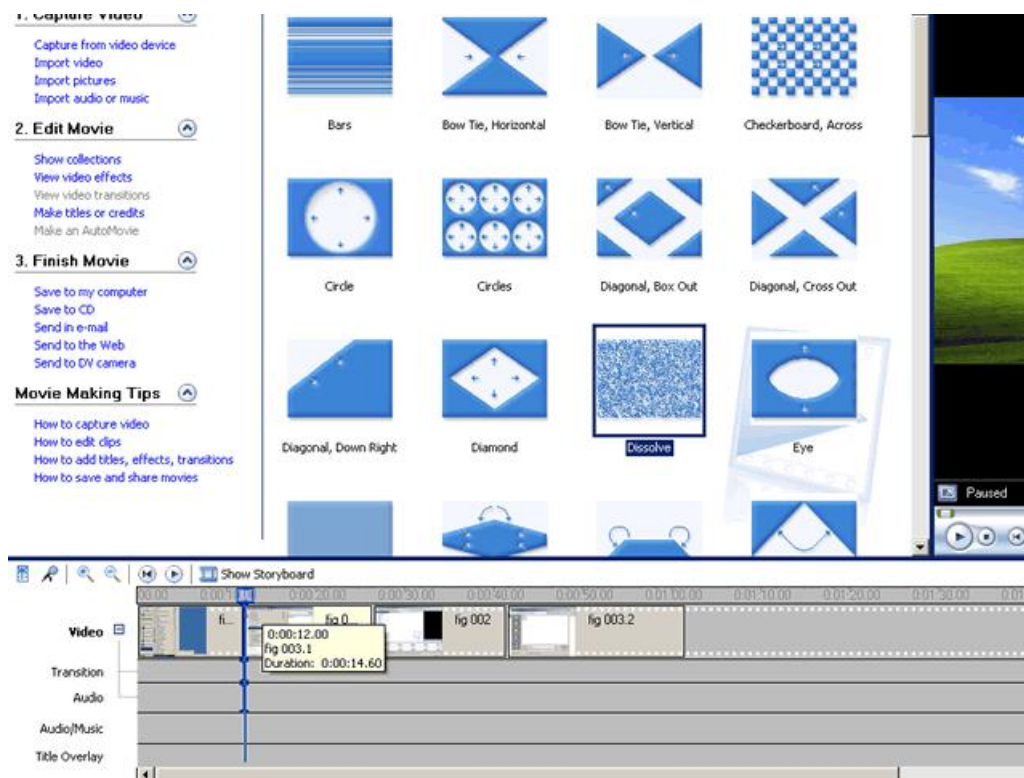 1. Capture Video
Capture from video device
Import video
Import pictures
Import audio or music
2. Edit Movie
Show collections
View video effects
View video transitions
Make titles or credits
Make an AutoMovie
3. Finish Movie
Save to my computer
Save to CD
Send in e-mail
Send to the Web
Send to DV camera
Movie Making Tips
How to capture video
How to edit clips
How to add titles, effects, transitions
How to save and share movies
Bars
Bow Tie, Horizontal
Bow Tie, Vertical
Checkerboard, Across
Circle
Circles
Diagonal, Box Out
Diagonal, Cross Out
Diagonal, Down Right
Diamond
Dissolve
Eye
Paused
Show Storyboard
0:00:20.00
0:00:30.00
0:00:40.00
0:00:50.00
0:01:00.00
0:01:10.00
0:01:20.00
0:01:30.00
Video
fi...
fig 0...
fig 002
fig 003.2
0:00:12.00
fig 003.1
Duration: 0:00:14.60
Transition
Audio
Audio/Music
Title Overlay